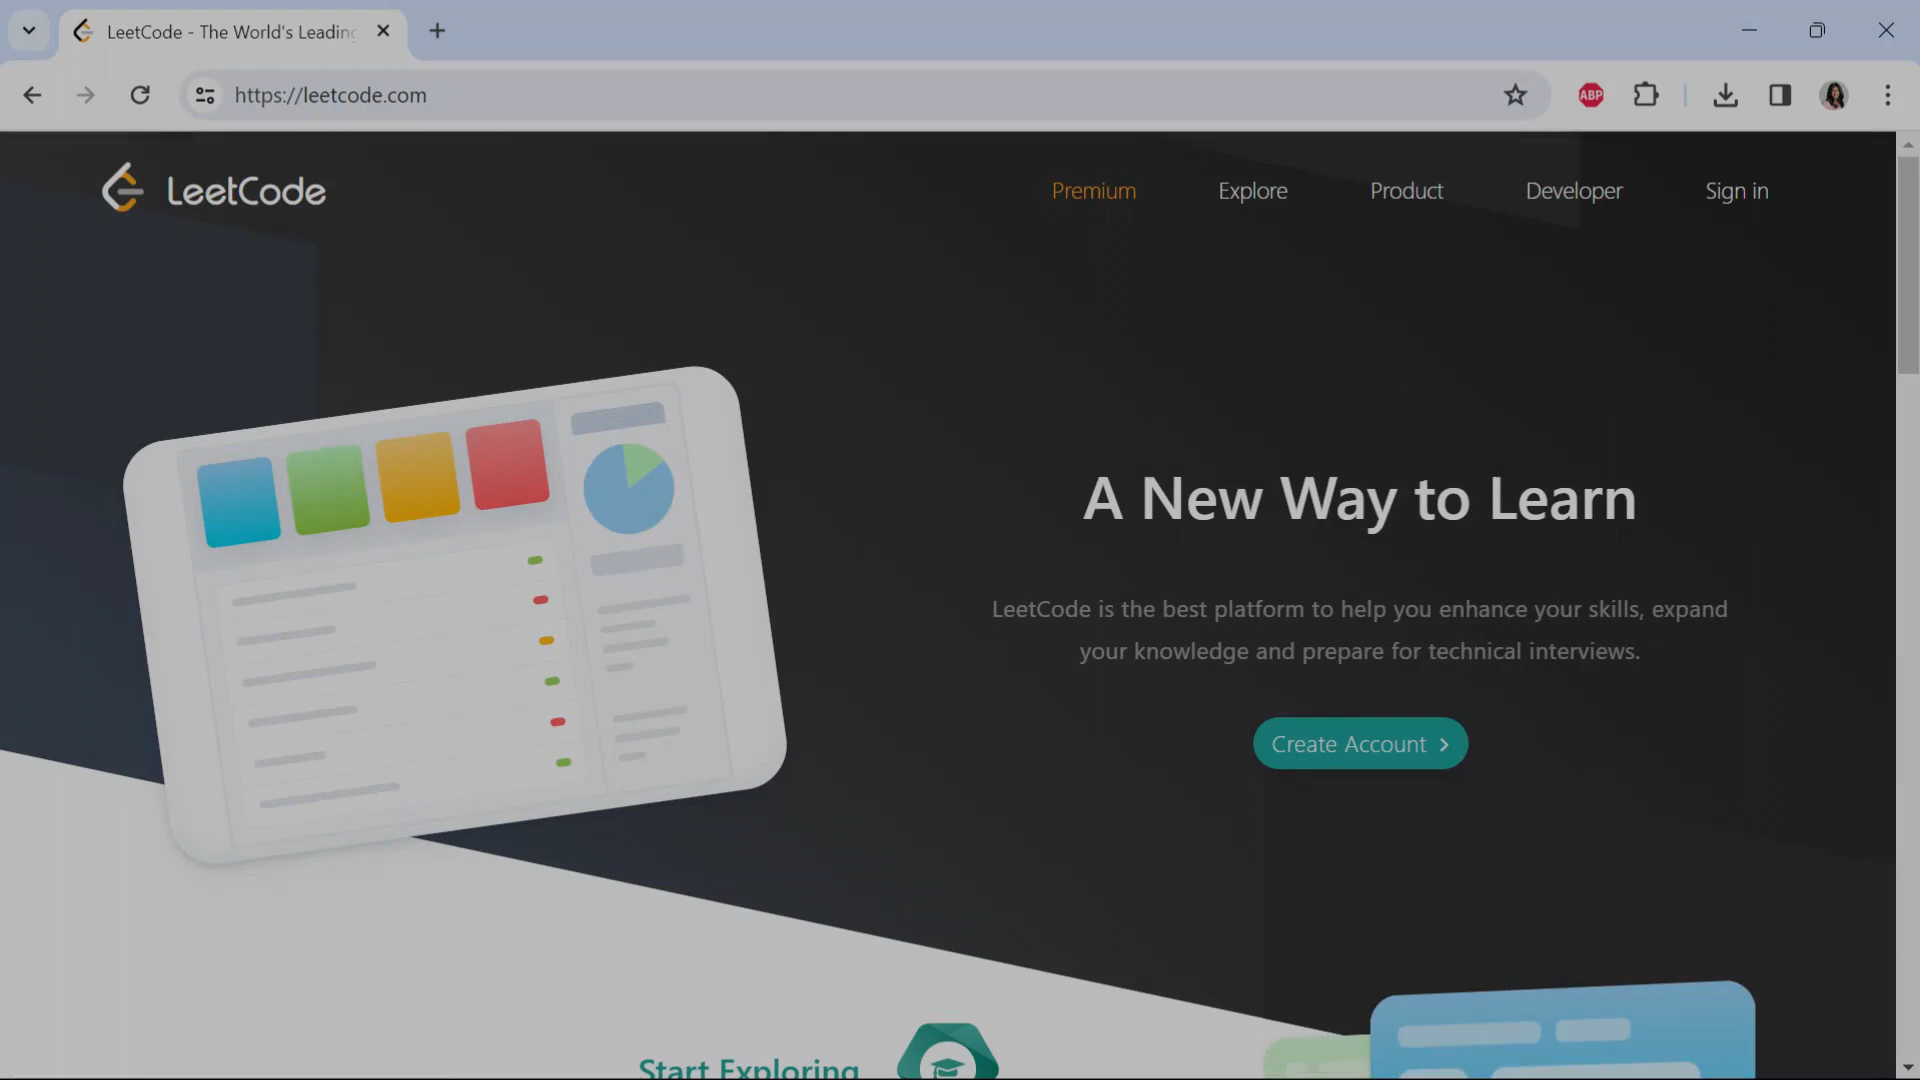 LeetCode - The World's Leading
https://leetcode.com
ABP
LeetCode
Premium
Explore
Product
Developer
Sign in
A New Way to Learn
LeetCode is the best platform to help you enhance your skills, expand
your knowledge and prepare for technical interviews.
Create Account
Start Exploring